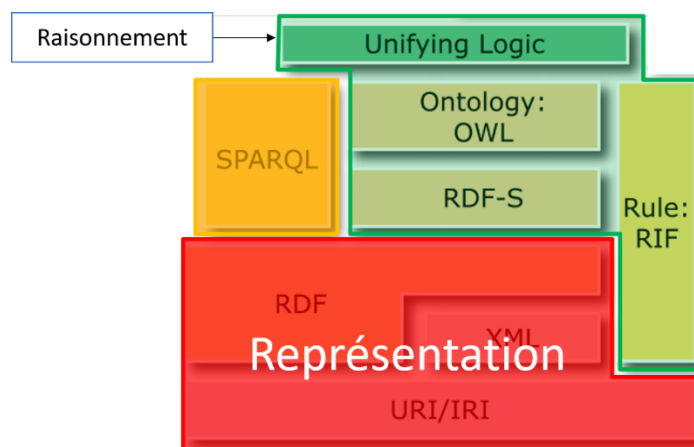 Raisonnement
Unifying Logic
Ontology:
OWL
SPARQL
RDF-S
Rule:
RIF
RDF
XML
Représentation
URI/IRI